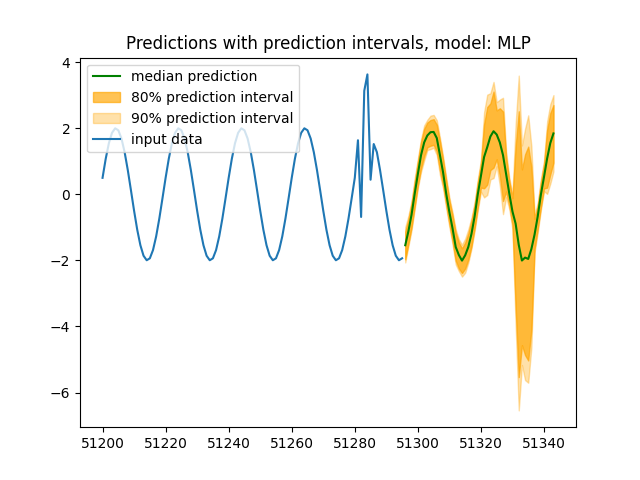 Predictions with prediction intervals, model: MLP
median prediction
80% prediction interval
90% prediction interval
input data
4
2
0
−2
−4
−6
51200 51220 51240 51260 51280 51300 51320 51340